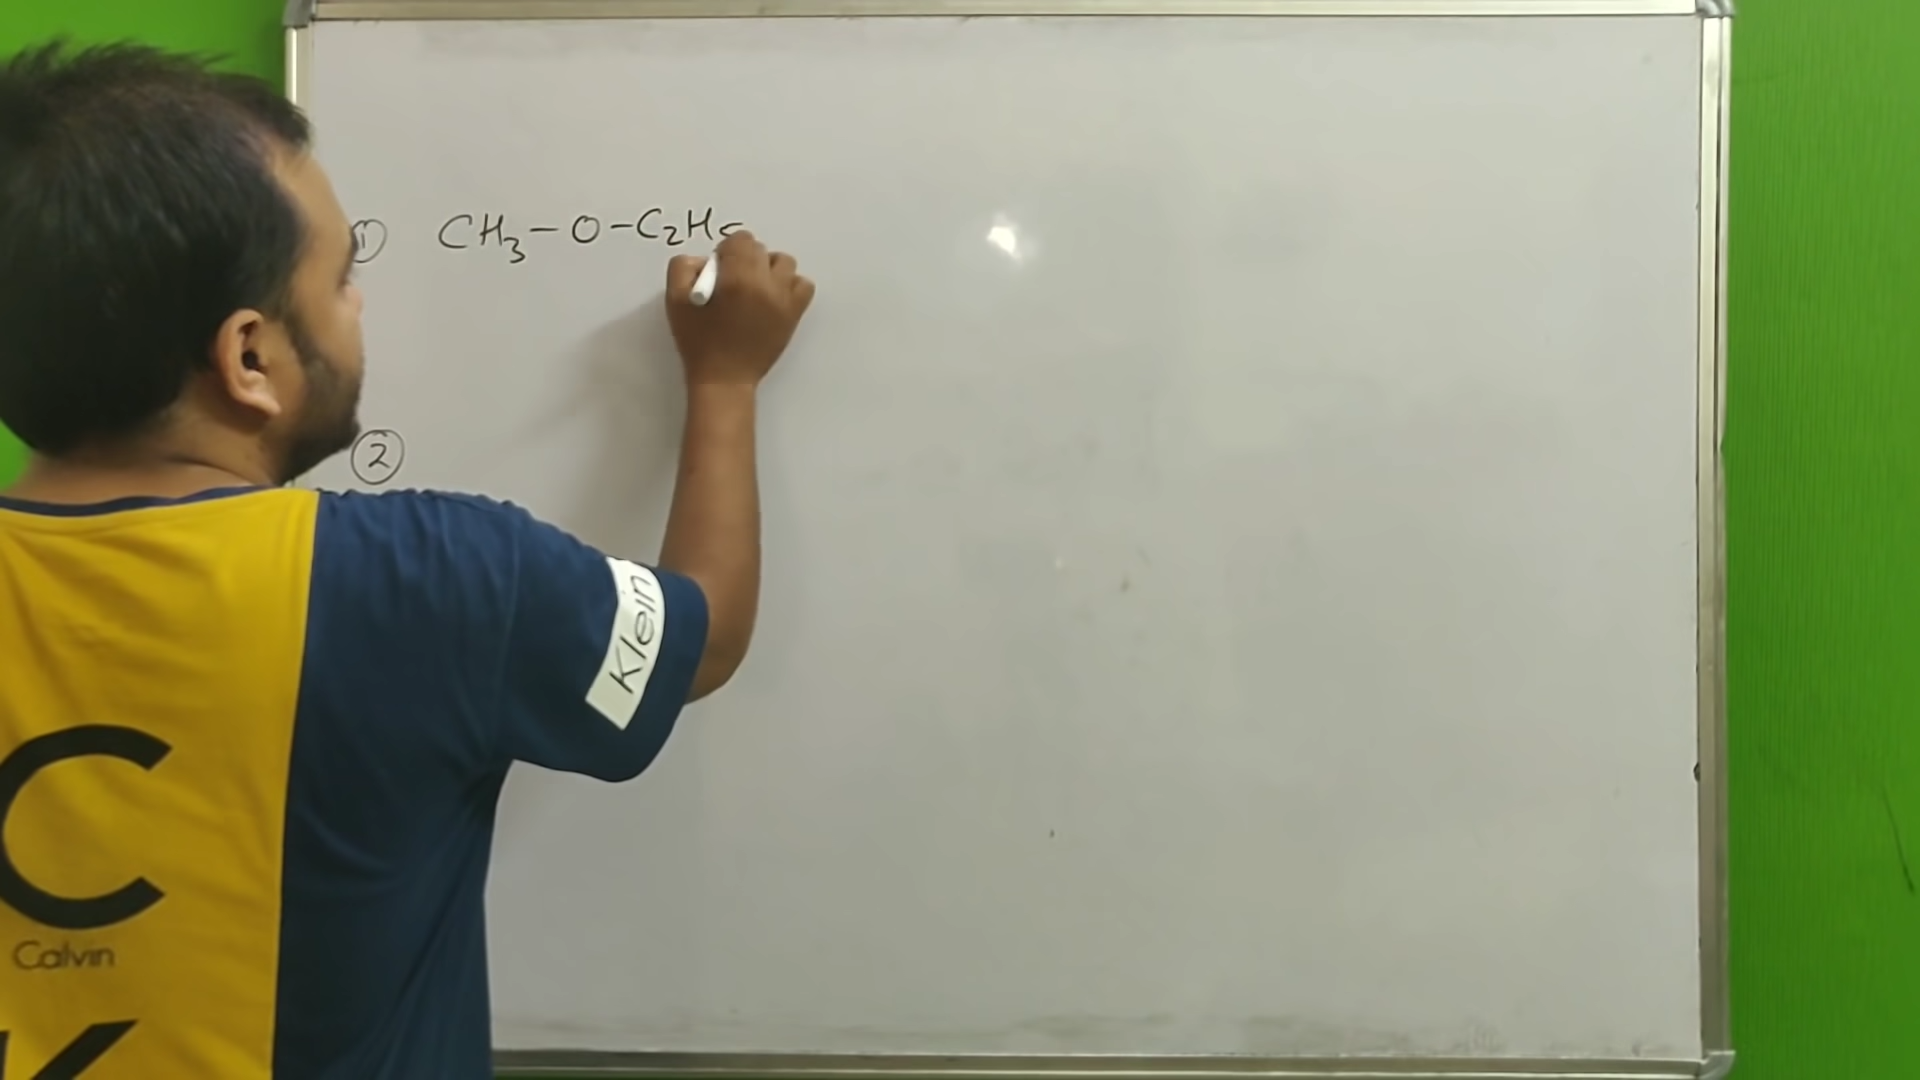 ① CH₃-O-C₂H₅
②
Klein
C
Calvin
K